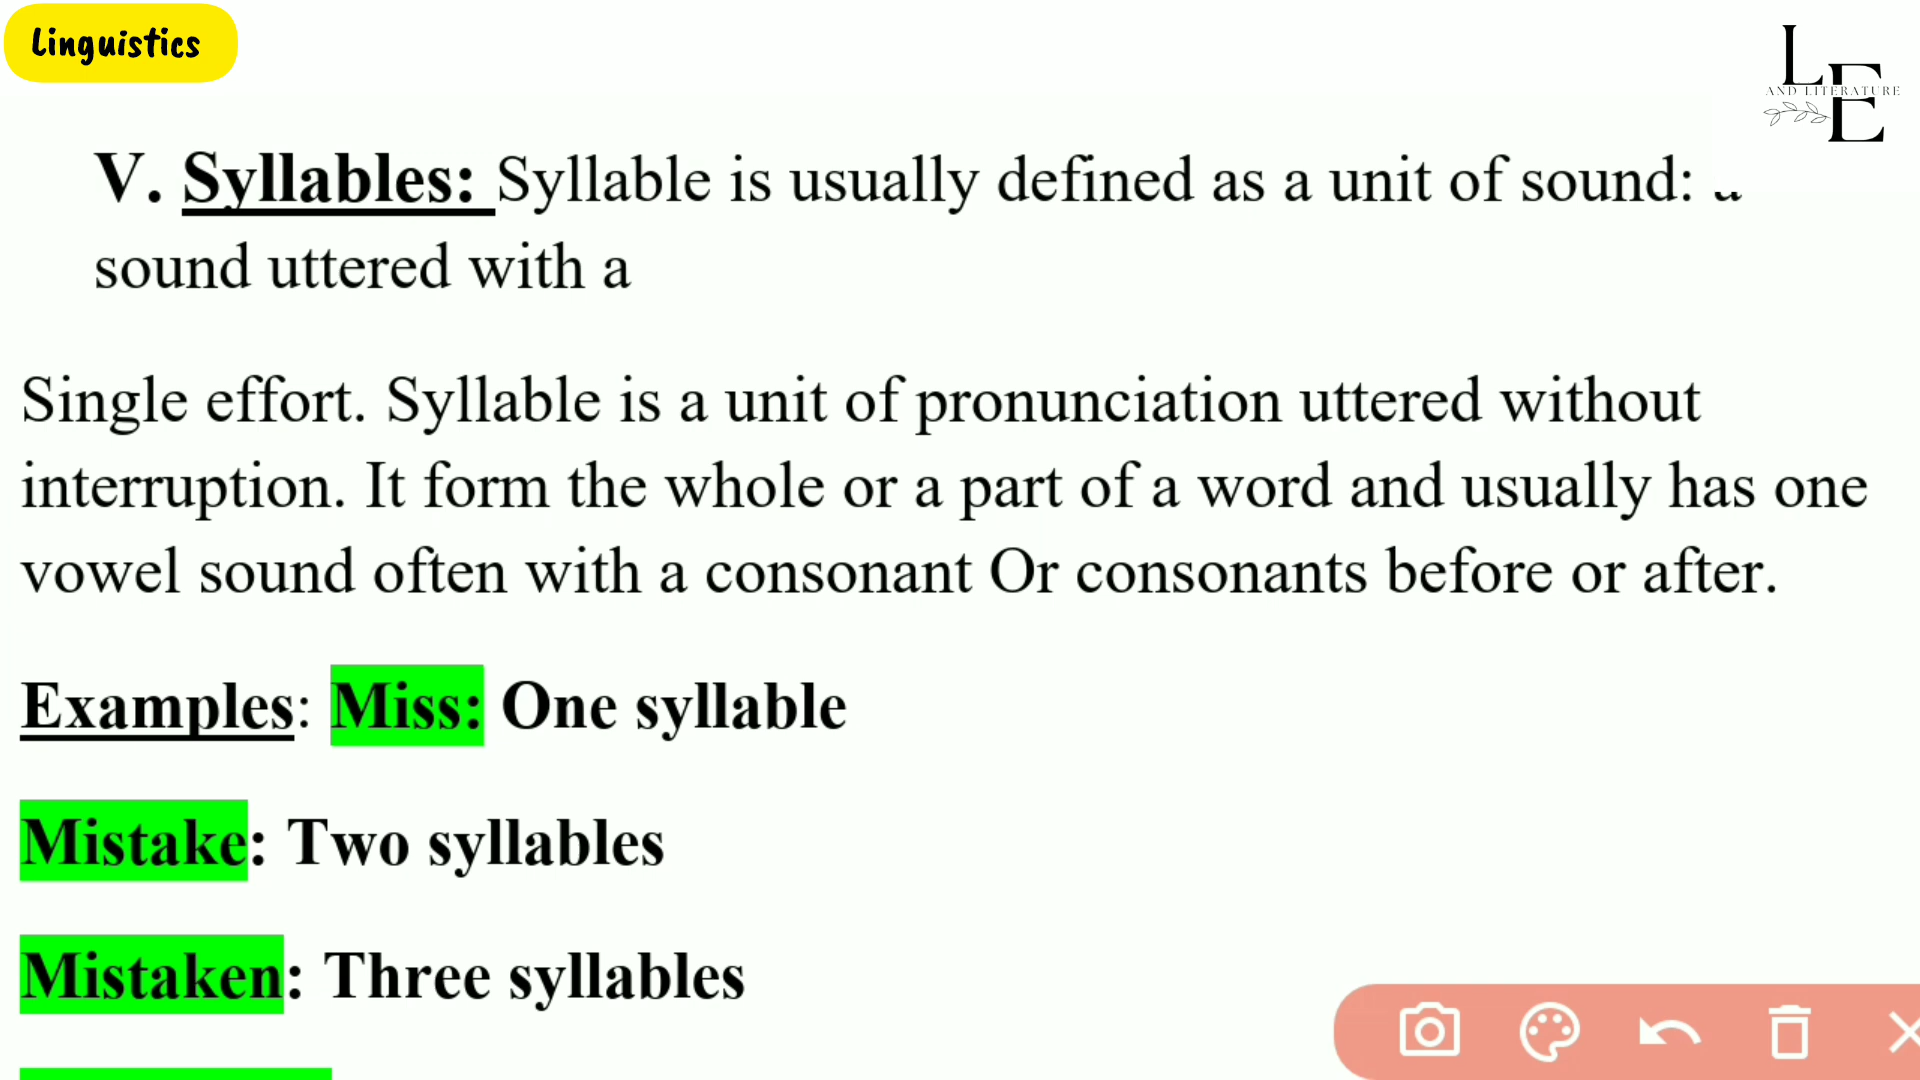 Linguistics
L
AND LITERATURE
E
V. Syllables: Syllable is usually defined as a unit of sound:
sound uttered with a
Single effort. Syllable is a unit of pronunciation uttered without
interruption. It form the whole or a part of a word and usually has one
vowel sound often with a consonant Or consonants before or after.
Examples: Miss: One syllable
Mistake: Two syllables
Mistaken: Three syllables